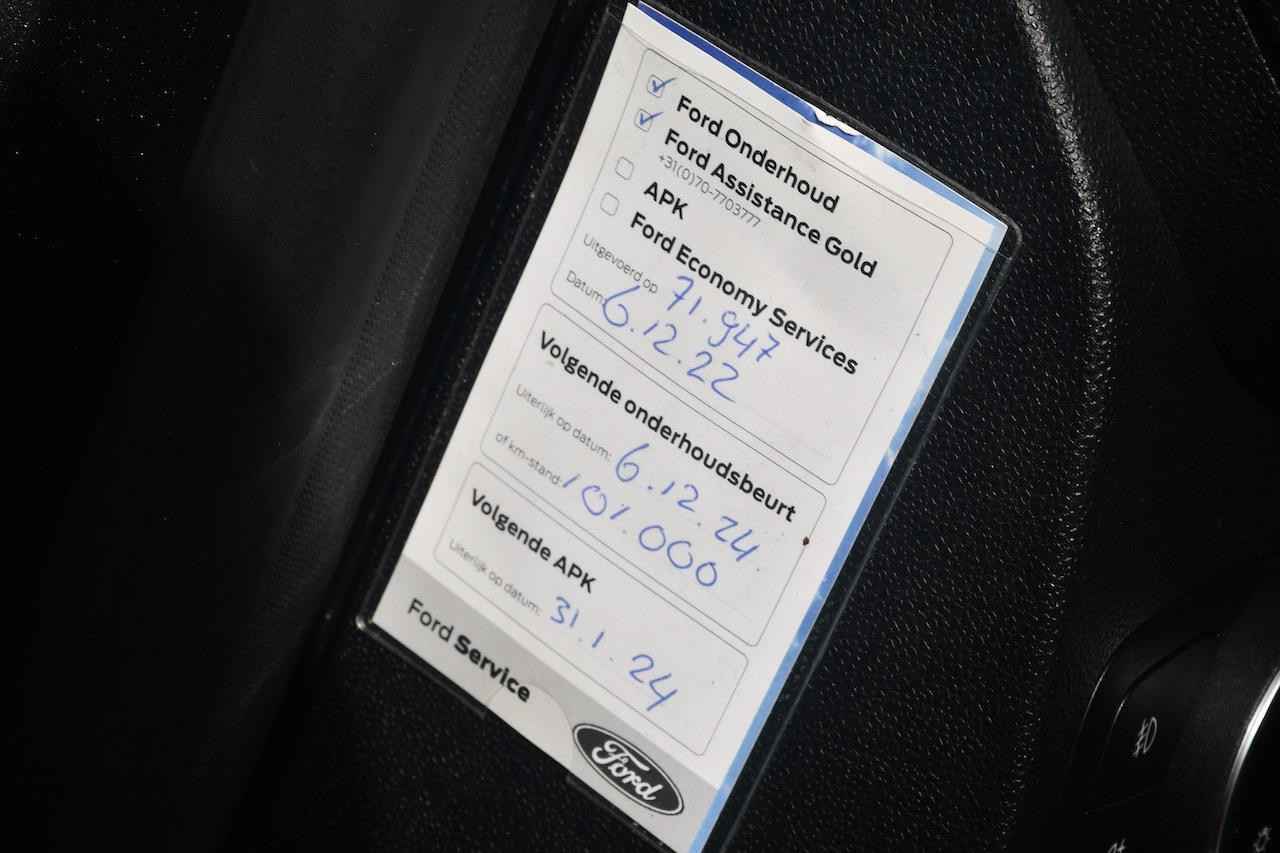 Ford Onderhoud
Ford Assistance Gold
+31(0)70-7703777
APK
Ford Economy Services
Uitgevoerd op 71.947
Datum: 6.12.22
Volgende onderhoudsbeurt
Uiterlijk op datum: 6.12.24
of km-stand: 101.000
Volgende APK
Uiterlijk op datum: 31.1.24
Ford Service
Ford